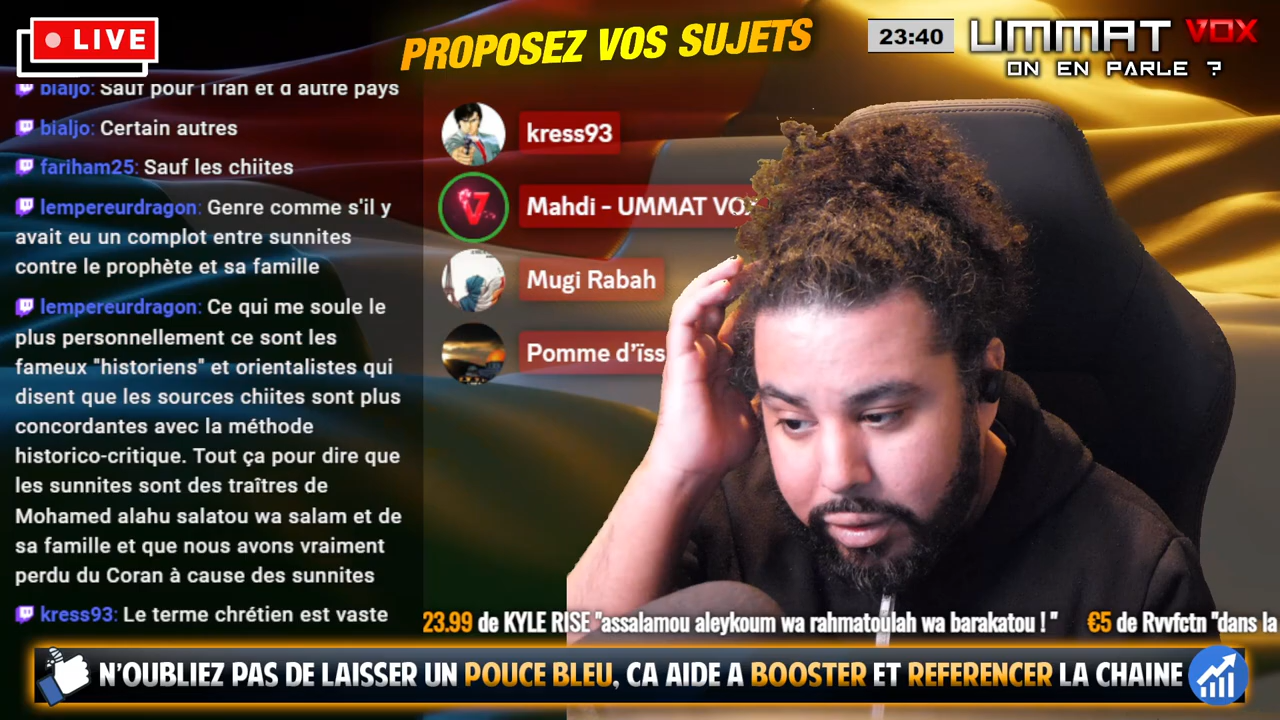 LIVE
PROPOSEZ VOS SUJETS
23:40
UMMAT VOX
ON EN PARLE ?
bialjo: Sauf pour l'Iran et d'autre pays
bialjo: Certain autres
fariham25: Sauf les chiites
lempereurdragon: Genre comme s'il y
avait eu un complot entre sunnites
contre le prophète et sa famille
lempereurdragon: Ce qui me soule le
plus personnellement ce sont les
fameux "historiens" et orientalistes qui
disent que les sources chiites sont plus
concordantes avec la méthode
historico-critique. Tout ça pour dire que
les sunnites sont des traîtres de
Mohamed alahu salatou wa salam et de
sa famille et que nous avons vraiment
perdu du Coran à cause des sunnites
kress93: Le terme chrétien est vaste
kress93
Mahdi - UMMAT VOX
Mugi Rabah
Pomme d'ïss
23.99 de KYLE RISE "assalamou aleykoum wa rahmatoulah wa barakatou ! "
€5 de Rvvfctn "dans la
N'OUBLIEZ PAS DE LAISSER UN POUCE BLEU, CA AIDE A BOOSTER ET REFERENCER LA CHAINE